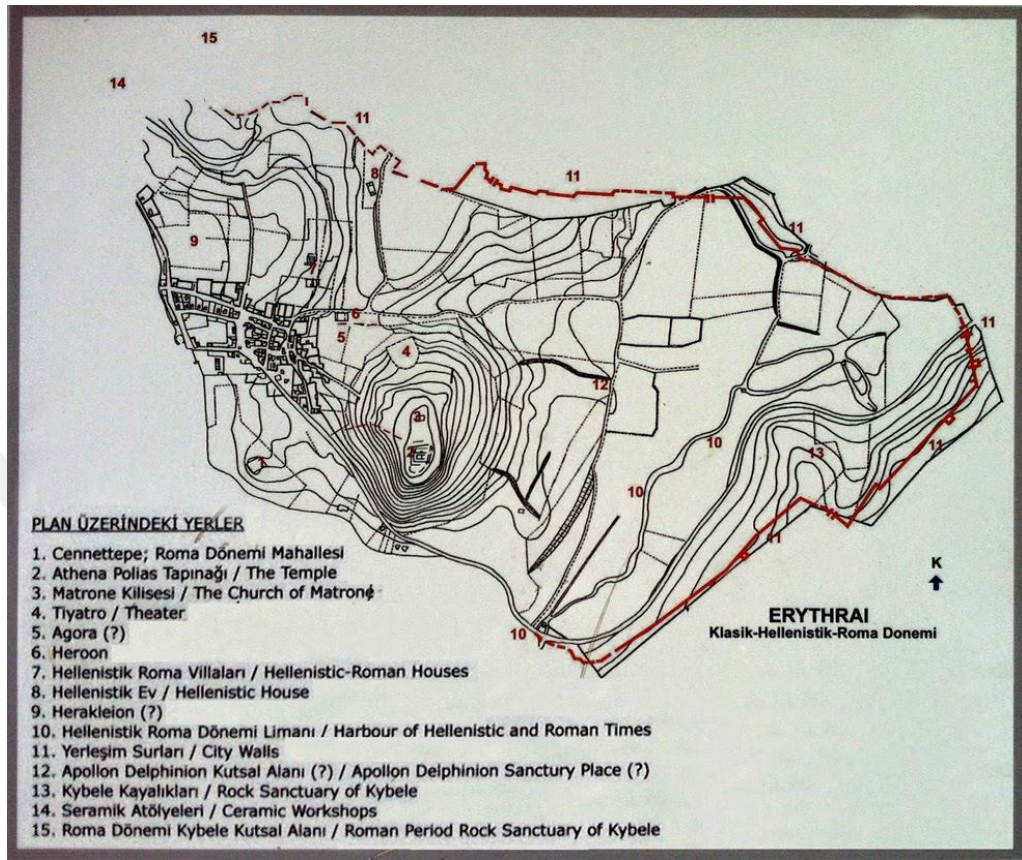 15
14
11
11
8
11
9
7
6
5
4
11
12
3
10
2
11
13
1
10
11
10
K
ERYTHRAI
Klasik-Hellenistik-Roma Donemi
PLAN ÜZERİNDEKİ YERLER
1. Cennettepe; Roma Dönemi Mahallesi
2. Athena Polias Tapınağı / The Temple
3. Matrone Kilisesi / The Church of Matrone
4. Tiyatro / Theater
5. Agora (?)
6. Heroon
7. Hellenistik Roma Villaları / Hellenistic-Roman Houses
8. Hellenistik Ev / Hellenistic House
9. Herakleion (?)
10. Hellenistik Roma Dönemi Limanı / Harbour of Hellenistic and Roman Times
11. Yerleşim Surları / City Walls
12. Apollon Delphinion Kutsal Alanı (?) / Apollon Delphinion Sanctury Place (?)
13. Kybele Kayalıkları / Rock Sanctuary of Kybele
14. Seramik Atölyeleri / Ceramic Workshops
15. Roma Dönemi Kybele Kutsal Alanı / Roman Period Rock Sanctuary of Kybele